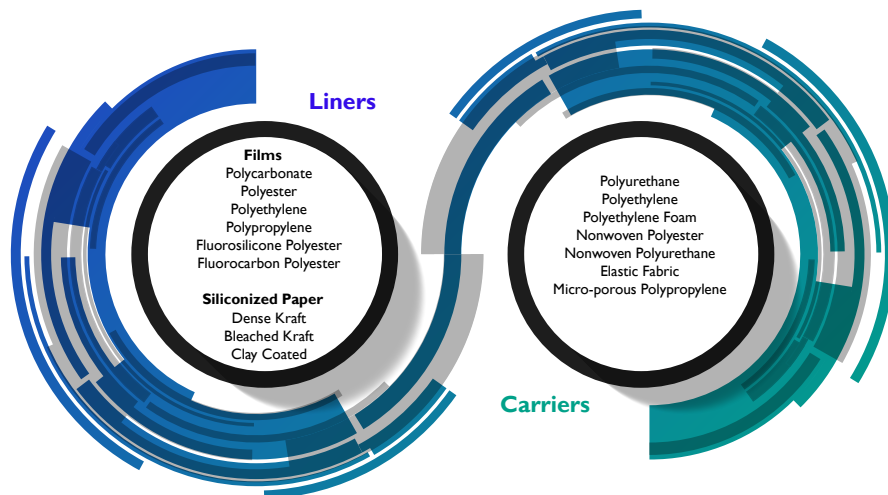 Liners
Films
Polycarbonate
Polyester
Polyethylene
Polypropylene
Fluorosilicone Polyester
Fluorocarbon Polyester
Siliconized Paper
Dense Kraft
Bleached Kraft
Clay Coated
Polyurethane
Polyethylene
Polyethylene Foam
Nonwoven Polyester
Nonwoven Polyurethane
Elastic Fabric
Micro-porous Polypropylene
Carriers